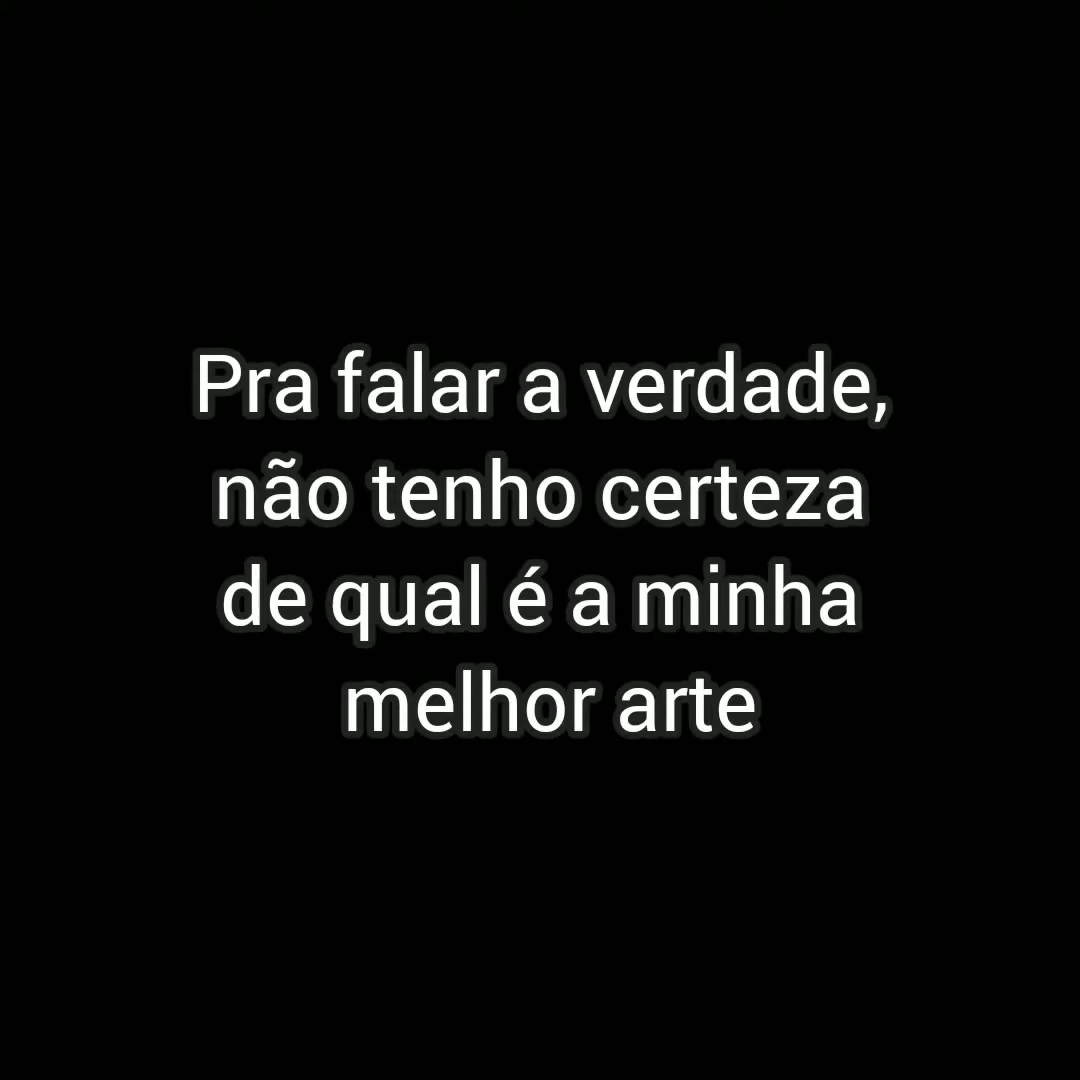 Pra falar a verdade,
não tenho certeza
de qual é a minha
melhor arte